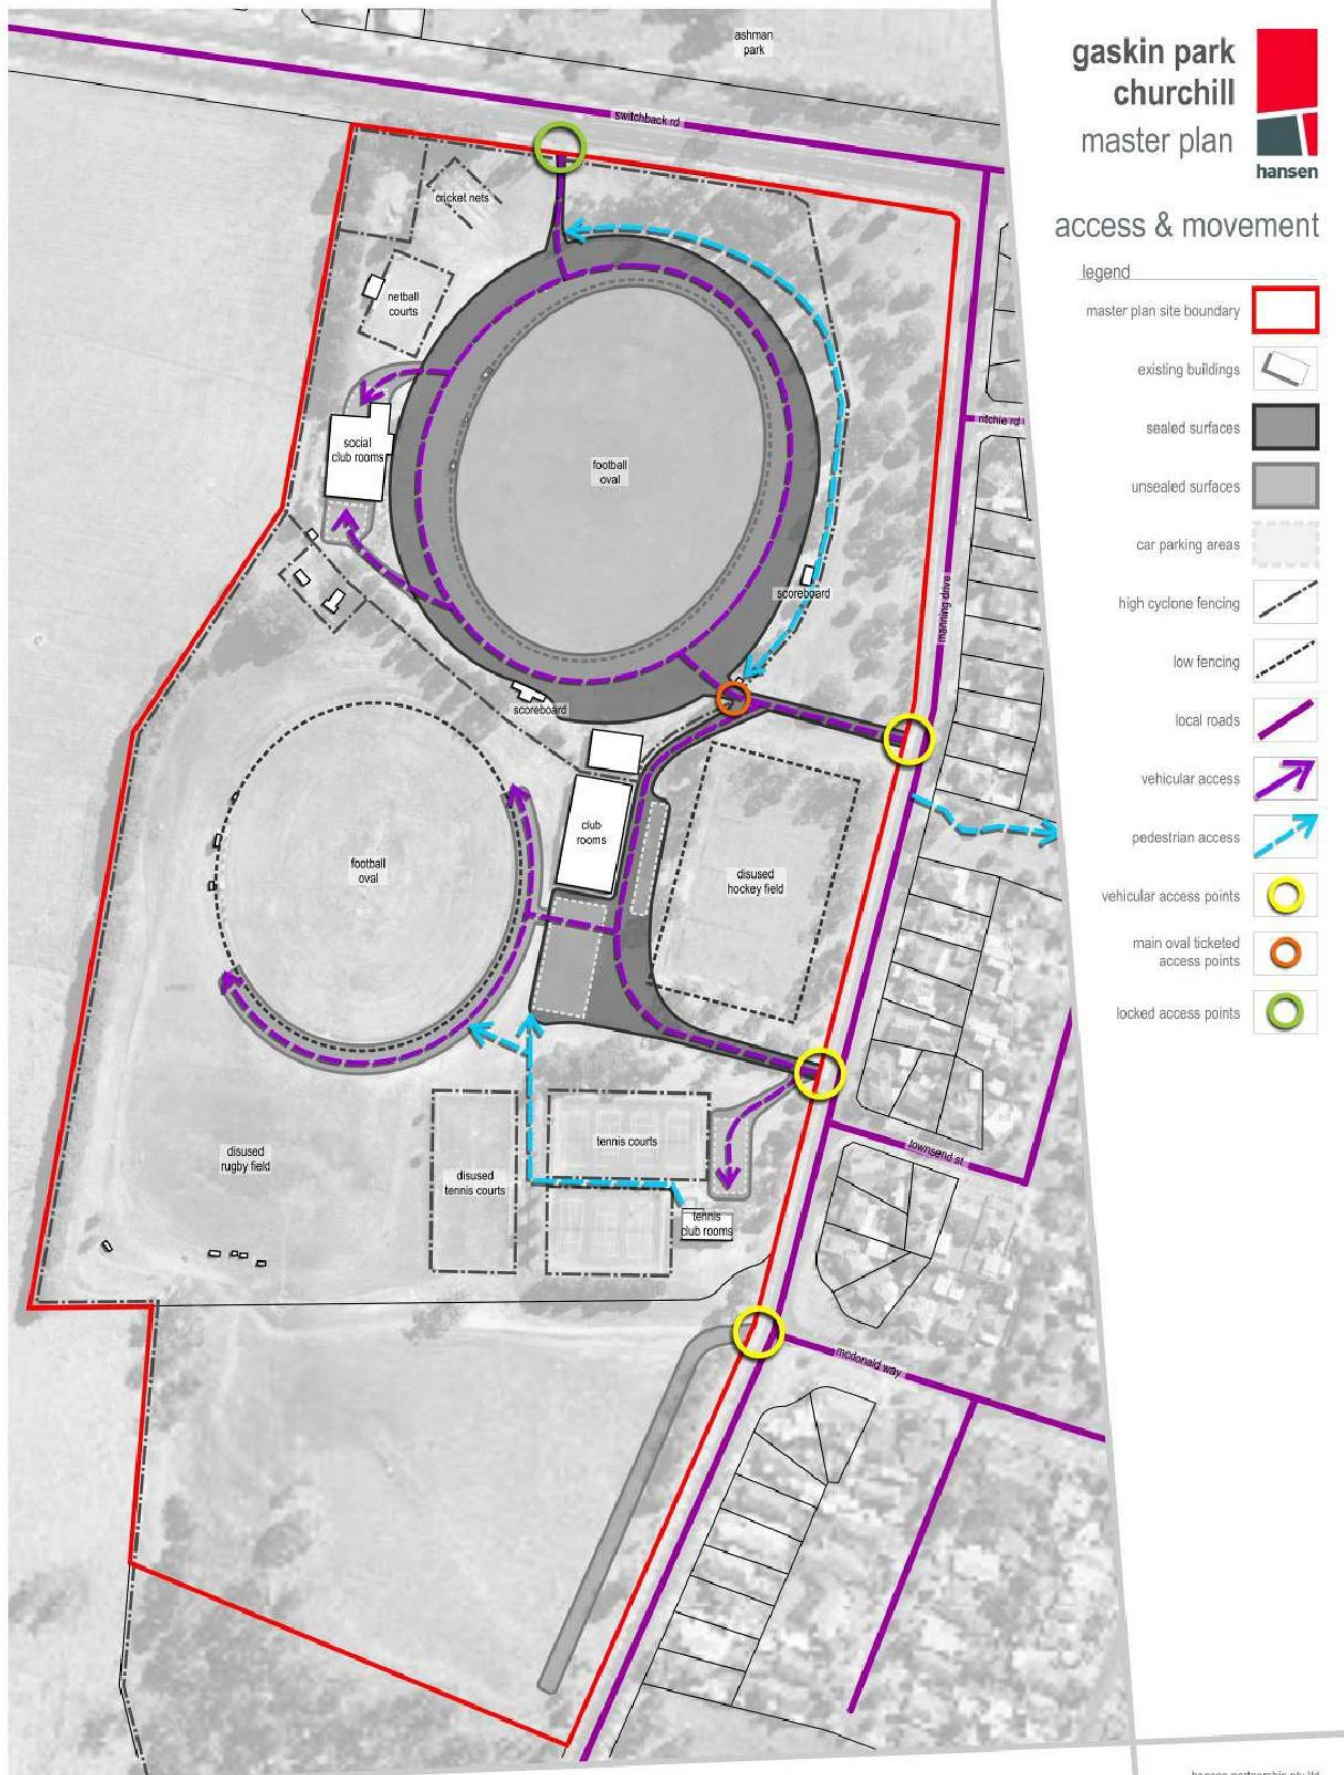 ashman
park
gaskin park
churchill
master plan
hansen
switchback rd
cricket nets
access & movement
legend
netball
courts
master plan site boundary
existing buildings
ritchie rd
sealed surfaces
social
club rooms
football
oval
unsealed surfaces
car parking areas
scoreboard
manning drive
high cyclone fencing
low fencing
scoreboard
local roads
vehicular access
club
rooms
pedestrian access
football
oval
disused
hockey field
vehicular access points
main oval ticketed
access points
locked access points
tennis courts
disused
rugby field
disused
tennis courts
townsend st
tennis
club rooms
mcdonald way